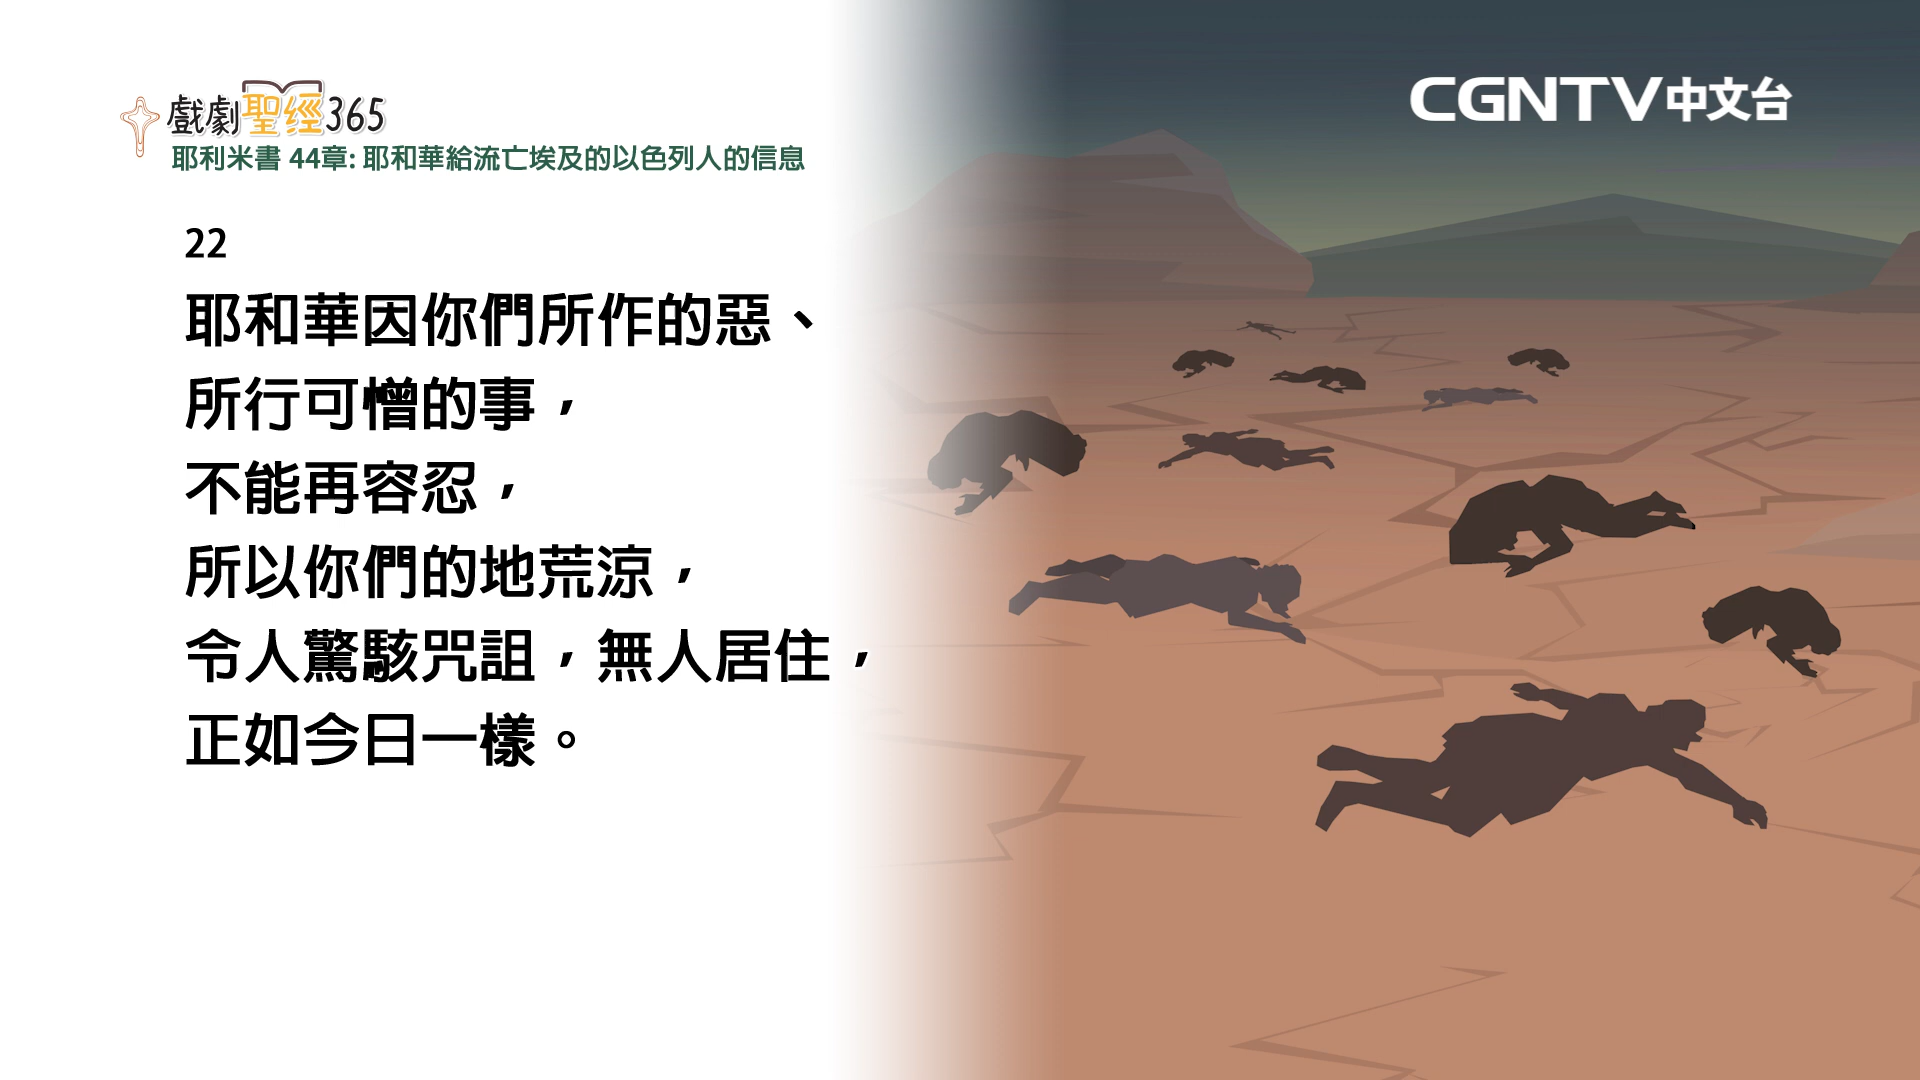 戲劇聖經365
CGNTV中文台
耶利米書 44章: 耶和華給流亡埃及的以色列人的信息
22
耶和華因你們所作的惡、
所行可憎的事，
不能再容忍，
所以你們的地荒涼，
令人驚駭咒詛，無人居住，
正如今日一樣。